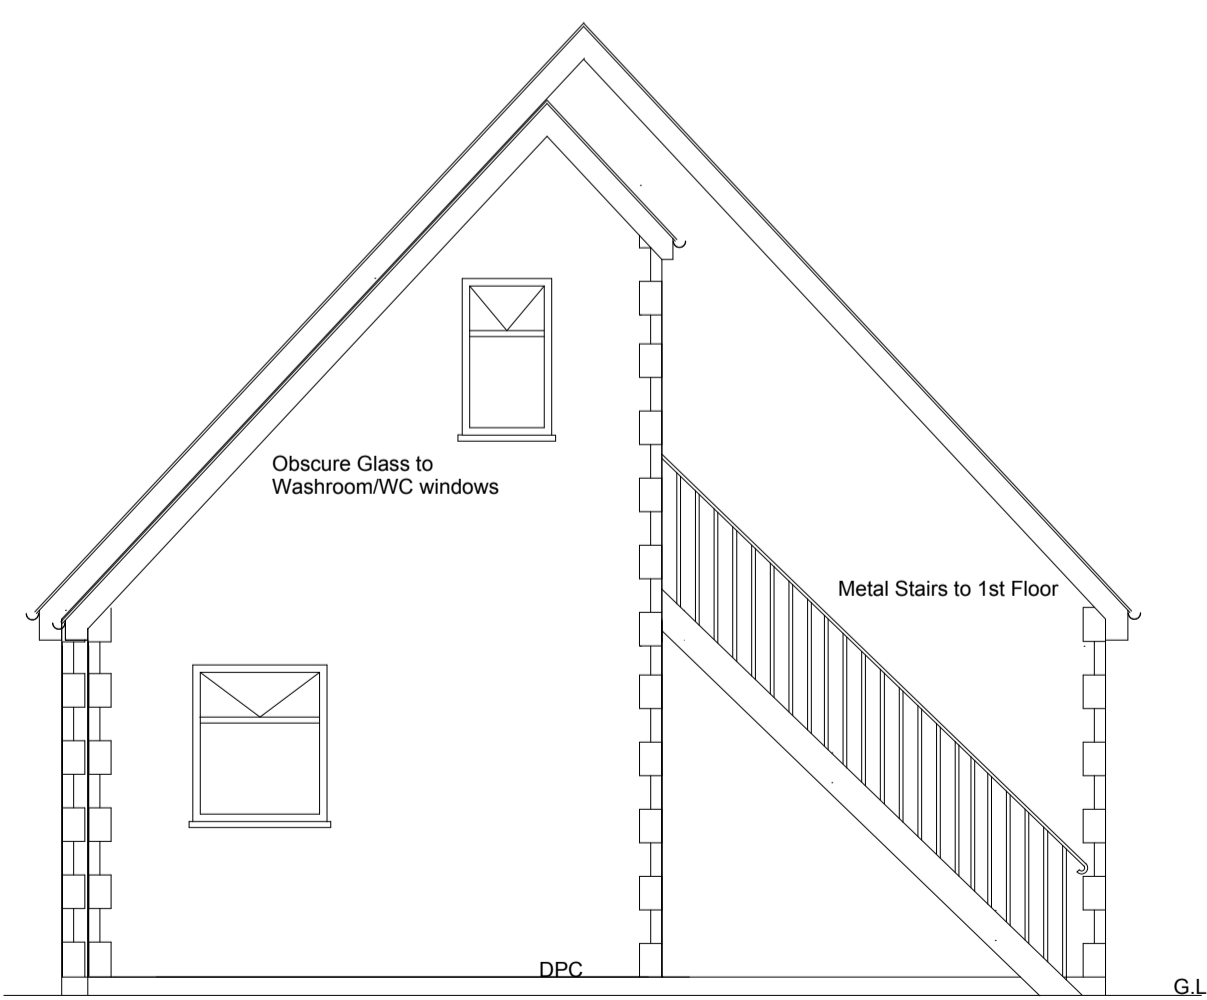 Obscure Glass to
Washroom/WC windows
Metal Stairs to 1st Floor
DPC
G.L